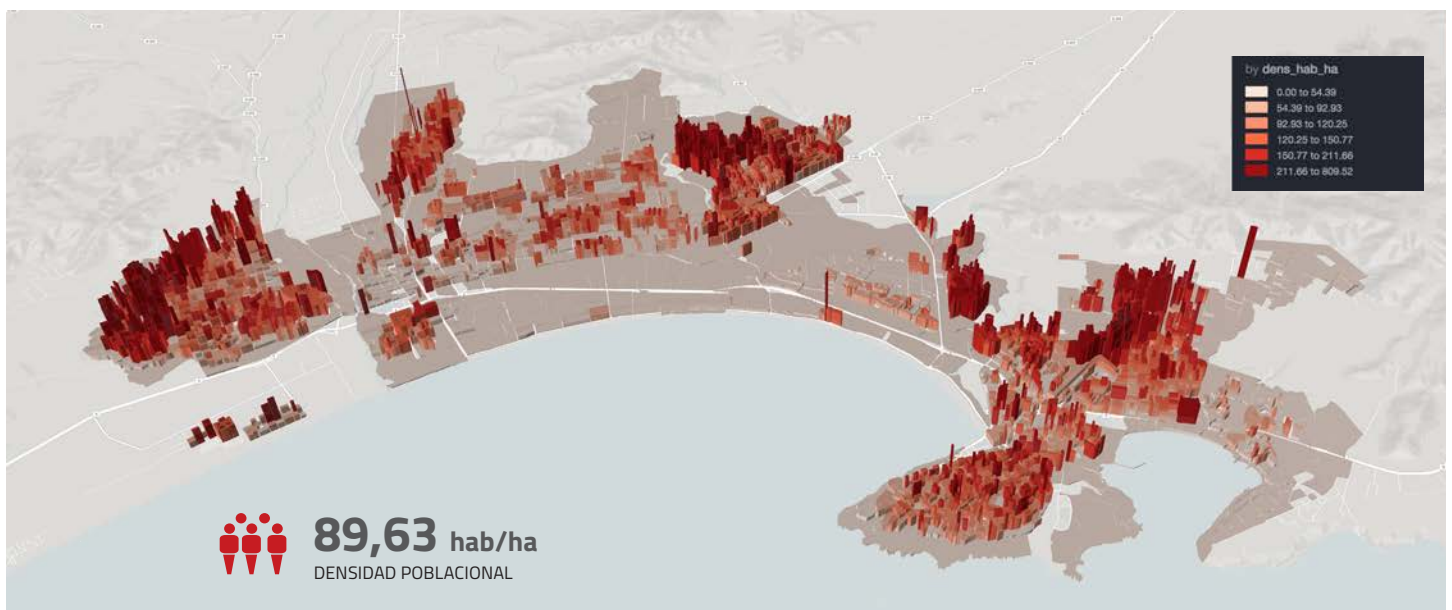 by dens_hab_ha
0.00 to 54.39
54.39 to 92.93
92.93 to 120.25
120.25 to 150.77
150.77 to 211.66
211.66 to 809.52
89,63 hab/ha
DENSIDAD POBLACIONAL